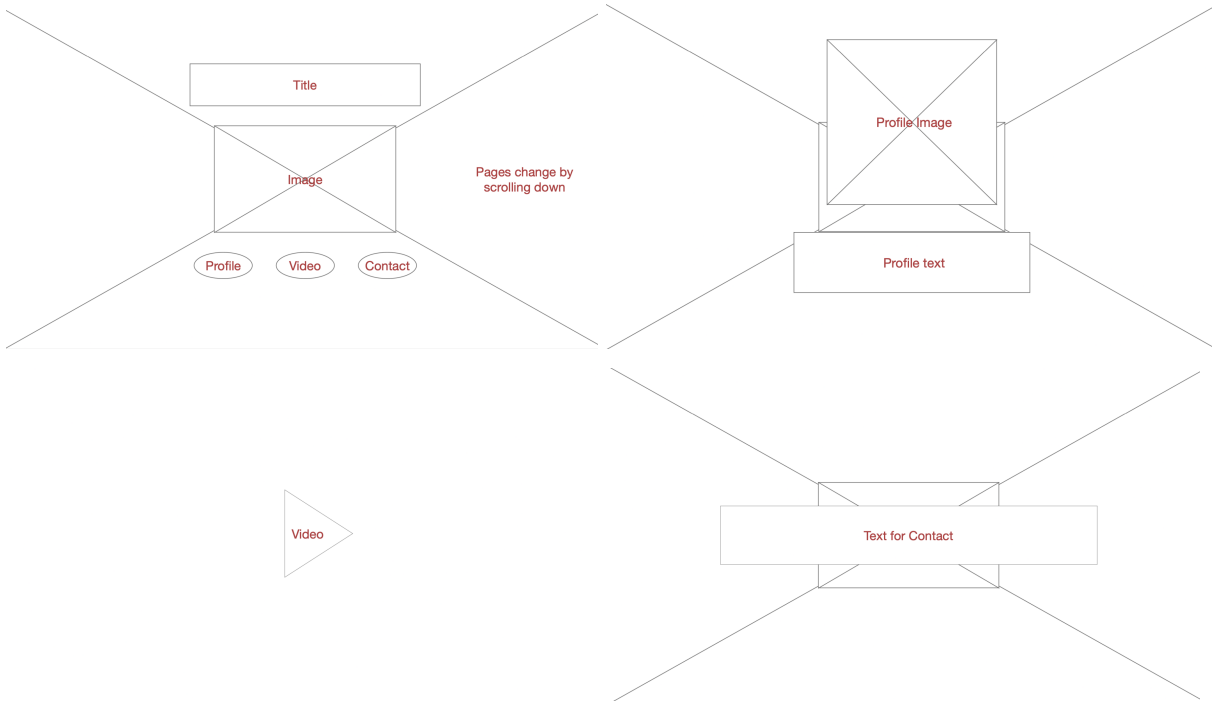 Title
Image
Pages change by
scrolling down
Profile
Video
Contact
Profile Image
Profile text
Video
Text for Contact